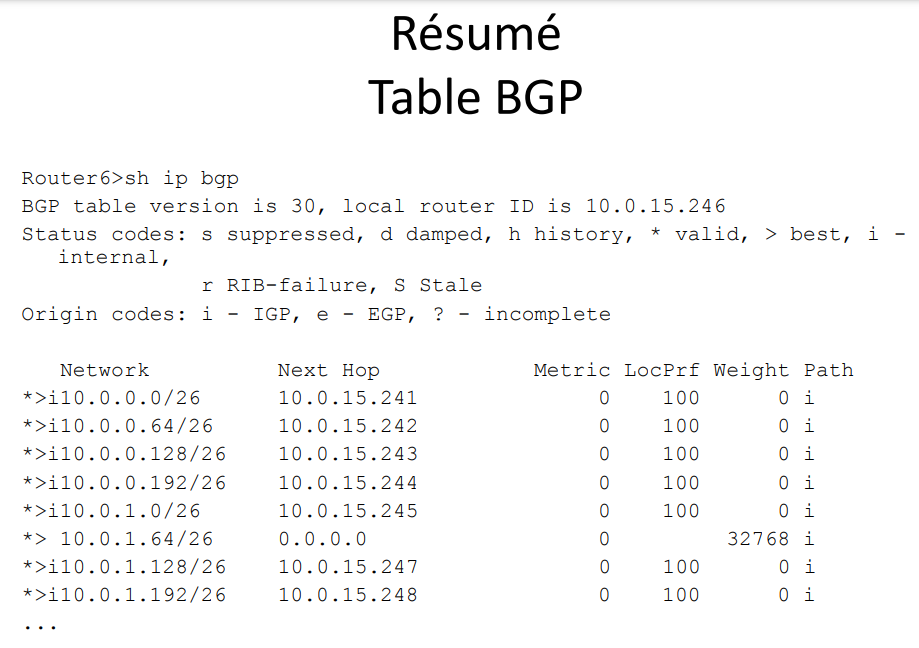 Résumé
Table BGP
Router6>sh ip bgp
BGP table version is 30, local router ID is 10.0.15.246
Status codes: s suppressed, d damped, h history, * valid, > best, i -
internal,
r RIB-failure, S Stale
Origin codes: i - IGP, e - EGP, ? - incomplete
Network Next Hop Metric LocPrf Weight Path
*>i10.0.0.0/26 10.0.15.241 0 100 0 i
*>i10.0.0.64/26 10.0.15.242 0 100 0 i
*>i10.0.0.128/26 10.0.15.243 0 100 0 i
*>i10.0.0.192/26 10.0.15.244 0 100 0 i
*>i10.0.1.0/26 10.0.15.245 0 100 0 i
*> 10.0.1.64/26 0.0.0.0 0 32768 i
*>i10.0.1.128/26 10.0.15.247 0 100 0 i
*>i10.0.1.192/26 10.0.15.248 0 100 0 i
...